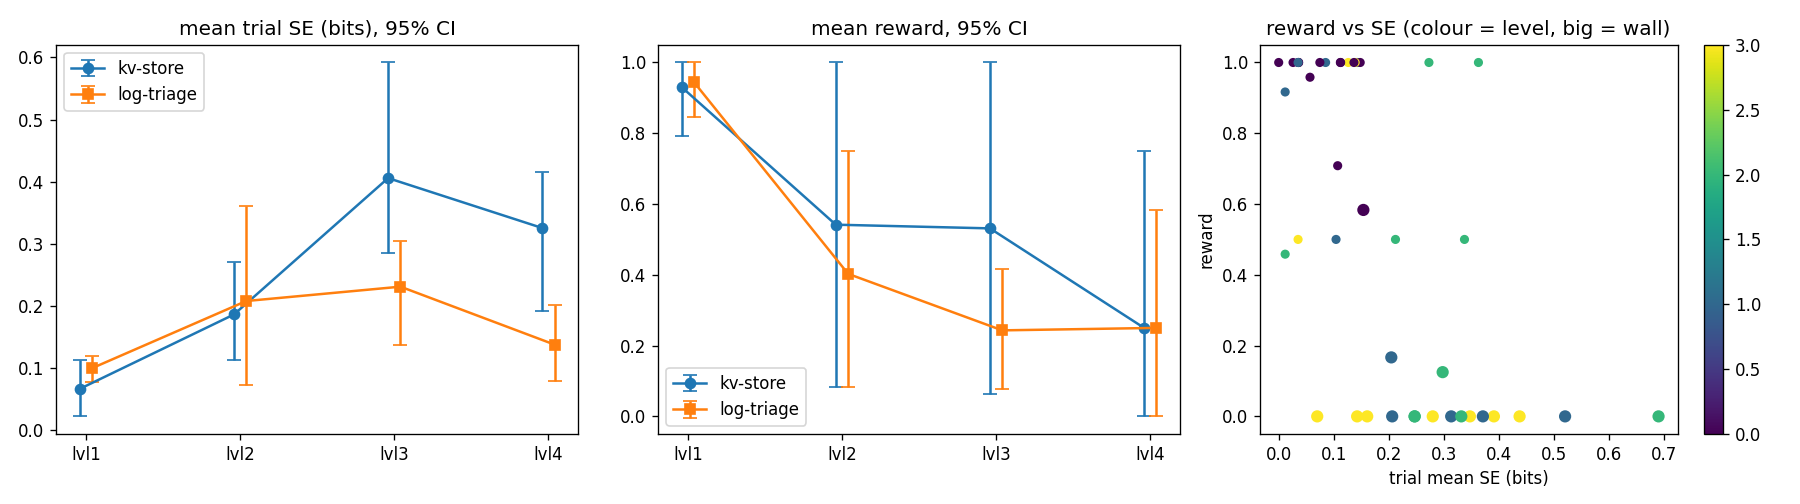 mean trial SE (bits), 95% CI
0.6
0.5
0.4
0.3
0.2
0.1
0.0
kv-store
log-triage
lvl1
lvl2
lvl3
lvl4
mean reward, 95% CI
1.0
0.8
0.6
0.4
0.2
0.0
kv-store
log-triage
lvl1
lvl2
lvl3
lvl4
reward vs SE (colour = level, big = wall)
reward
1.0
0.8
0.6
0.4
0.2
0.0
0.0
0.1
0.2
0.3
0.4
0.5
0.6
0.7
trial mean SE (bits)
3.0
2.5
2.0
1.5
1.0
0.5
0.0